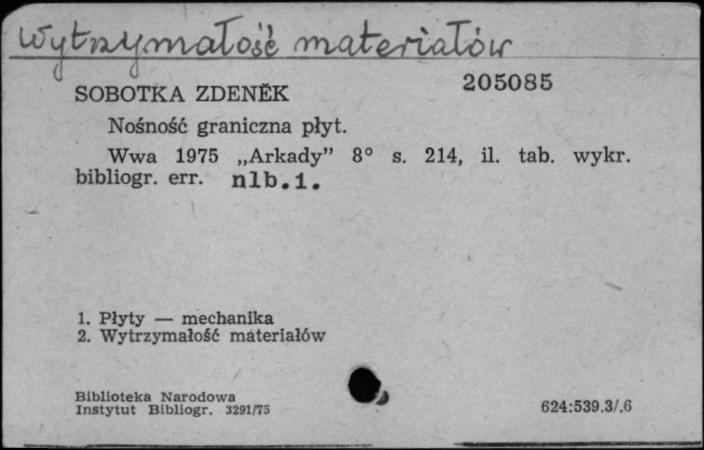 Wytrzymałość materiałów
205085
SOBOTKA ZDENĚK
Nośność graniczna płyt.
Wwa 1975 „Arkady” 8° s. 214, il. tab. wykr.
bibliogr. err. nlb.1.
1. Płyty — mechanika
2. Wytrzymałość materiałów
Biblioteka Narodowa
Instytut Bibliogr. 3291/75
624:539.3/.6